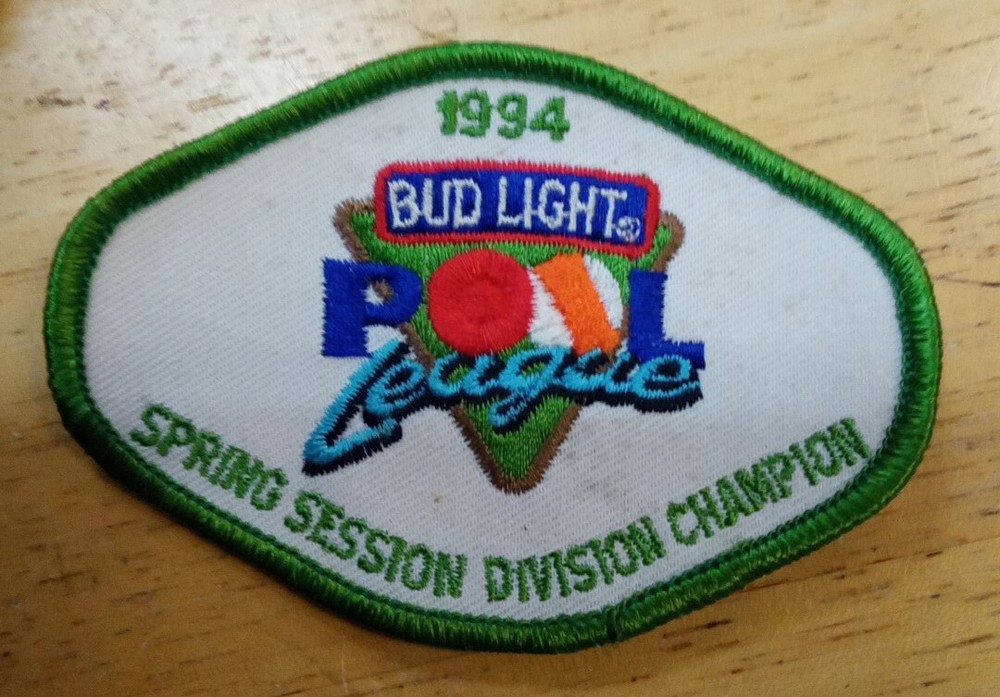 1994
BUD LIGHT®
POOL
League
SPRING SESSION DIVISION CHAMPION